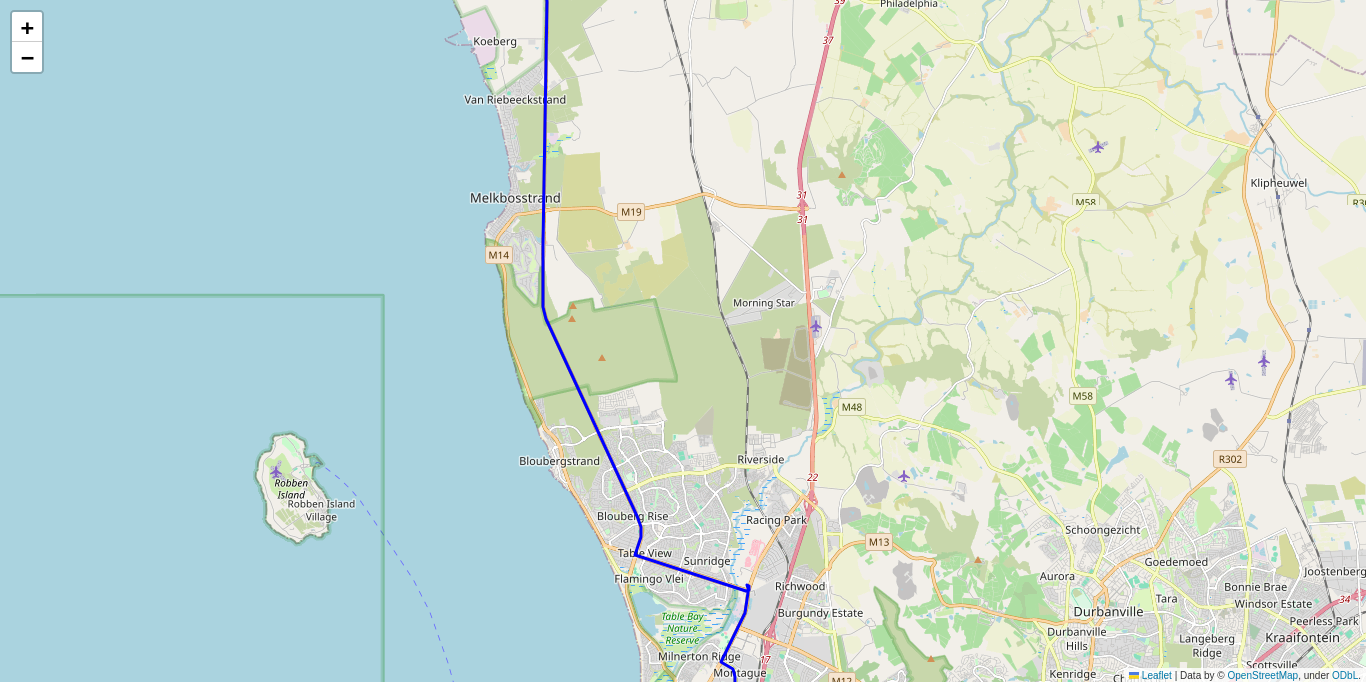 +
−
Philadelphia
39
37
Koeberg
Van Riebeeckstrand
Klipheuwel
31
Melkbosstrand
M19
31
M58
M14
Morning Star
M58
M48
Riverside
R302
Bloubergstrand
22
Robben
Island
Robben Island
Village
Blouberg Rise
Racing Park
Schoongezicht
M13
Table View
Sunridge
Goedemoed
Joostenberg
Flamingo Vlei
Richwood
Aurora
Bonnie Brae
Tara
34
Windsor Estate
Burgundy Estate
Durbanville
Table Bay
Nature
Reserve
Peerless Park
Durbanville
Hills
Langeberg
Ridge
Kraaifontein
Milnerton Ridge
17
Scottsville
Montague
M12
Kenridge
Leaflet | Data by © OpenStreetMap, under ODbL.